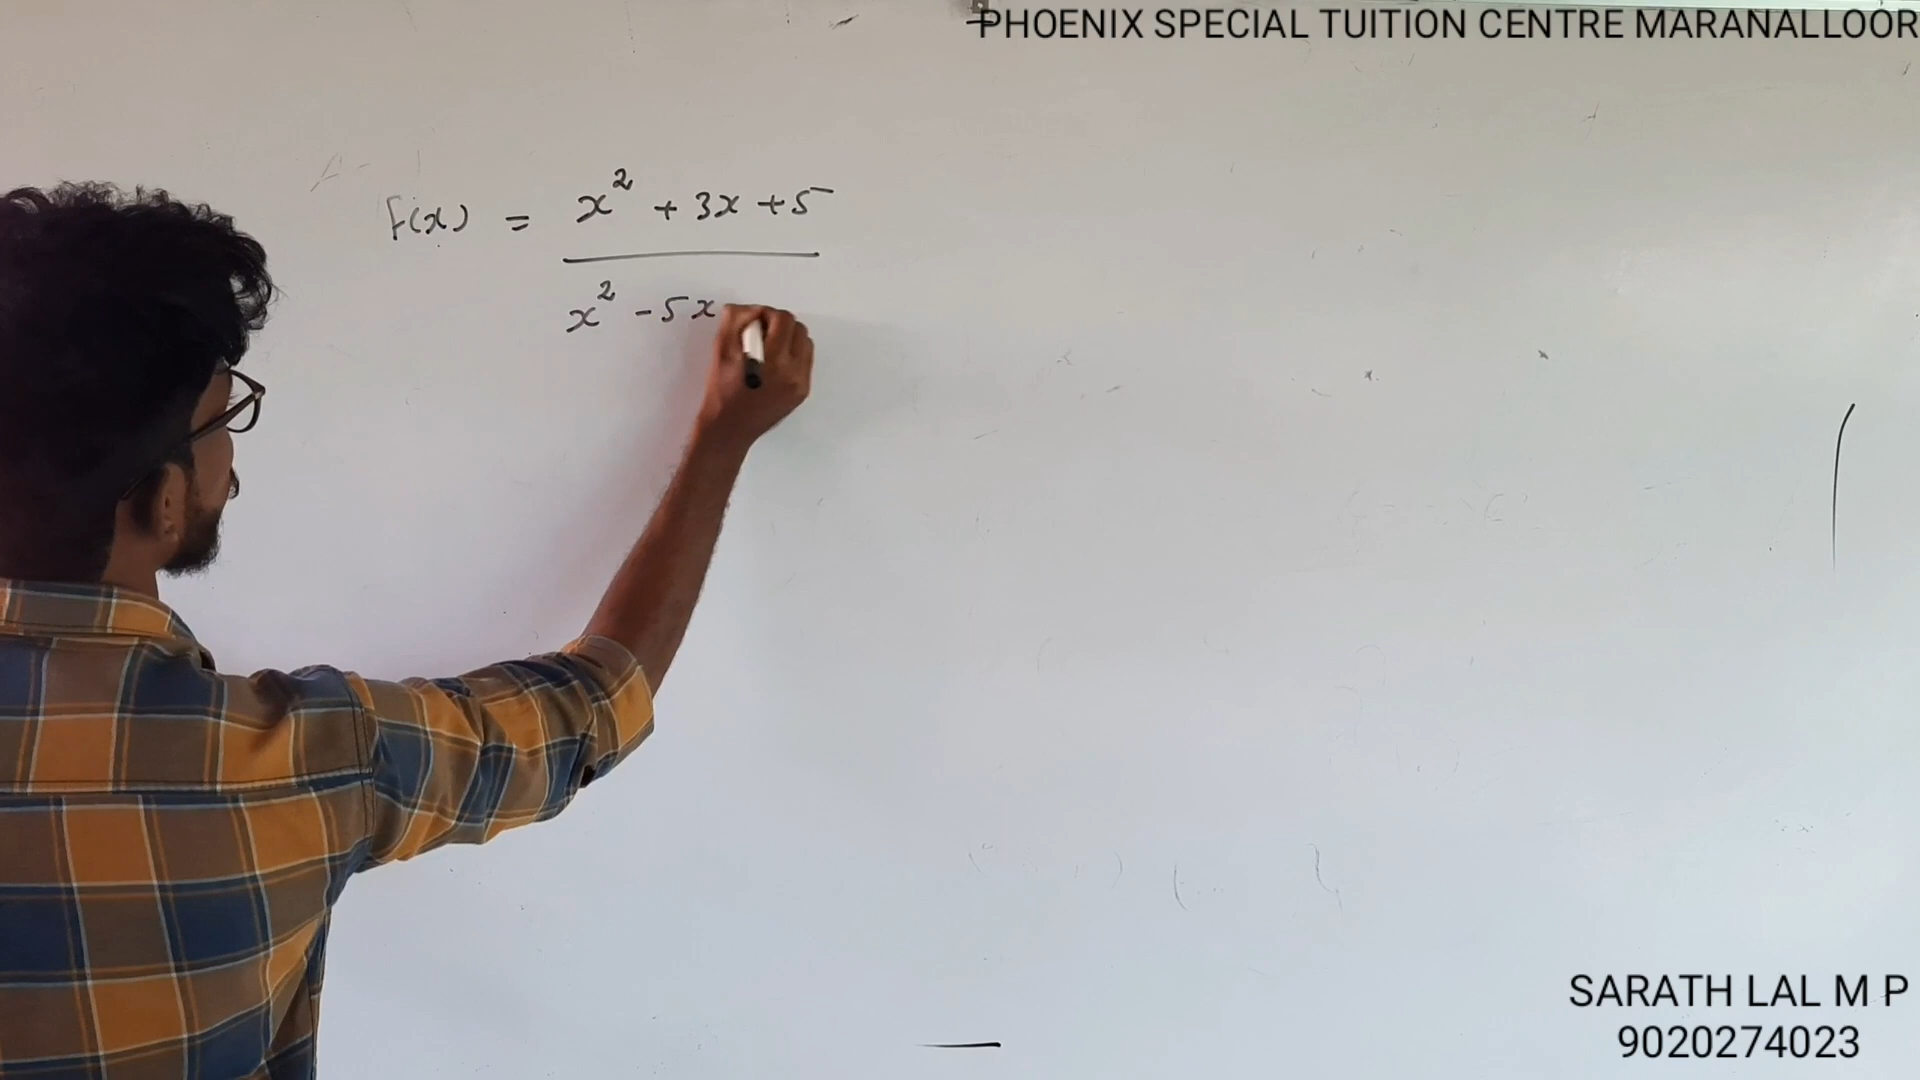 PHOENIX SPECIAL TUITION CENTRE MARANALLOOR
f(x) = x² + 3x + 5
x² - 5x
SARATH LAL M P
9020274023